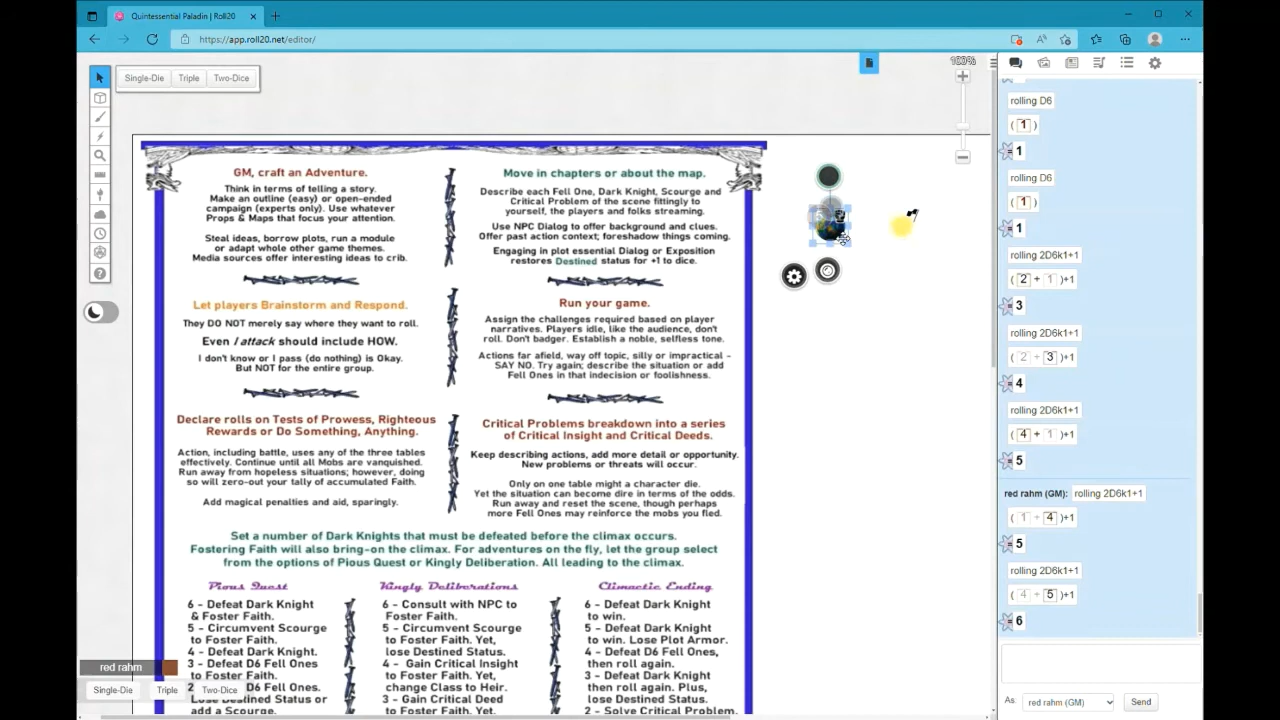 Quintessential Paladin | Roll20
https://app.roll20.net/editor/
Single-Die Triple Two-Dice
100%
GM, craft an Adventure.
Think in terms of telling a story.
Make an outline (easy) or open-ended
campaign (experts only). Use whatever
Props & Maps that focus your attention.
Steal ideas, borrow plots, run a module
or adapt whole other game themes.
Media sources offer interesting ideas to crib.
Move in chapters or about the map.
Describe each Fell One, Dark Knight, Scourge and
Critical Problem of the scene fittingly to
yourself, the players and folks streaming.
Use NPC Dialog to offer background and clues.
Offer past action context; foreshadow things coming.
Engaging in plot essential Dialog or Exposition
restores Destined status for +1 to dice.
Let players Brainstorm and Respond.
They DO NOT merely say where they want to roll.
Even I attack should include HOW.
I don't know or I pass (do nothing) is Okay.
But NOT for the entire group.
Run your game.
Assign the challenges required based on player
narratives. Players idle, like the audience, don't
roll. Don't badger. Establish a noble, selfless tone.
Actions far afield, way off topic, silly or impractical -
SAY NO. Try again; describe the situation or add
Fell Ones in that indecision or foolishness.
Declare rolls on Tests of Prowess, Righteous
Rewards or Do Something, Anything.
Action, including battle, uses any of the three tables
effectively. Continue until all Mobs are vanquished.
Run away from hopeless situations; however, doing
so will zero-out your tally of accumulated Faith.
Add magical penalties and aid, sparingly.
Critical Problems breakdown into a series
of Critical Insight and Critical Deeds.
Keep describing actions, add more detail or opportunity.
New problems or threats will occur.
Only on one table might a character die.
Yet the situation can become dire in terms of the odds.
Run away and reset the scene, though perhaps
more Fell Ones may reinforce the mobs you fled.
Set a number of Dark Knights that must be defeated before the climax occurs.
Fostering Faith will also bring-on the climax. For adventures on the fly, let the group select
from the options of Pious Quest or Kingly Deliberation. All leading to the climax.
Pious Quest
6 - Defeat Dark Knight
& Foster Faith.
5 - Circumvent Scourge
to Foster Faith.
4 - Defeat Dark Knight.
3 - Defeat D6 Fell Ones
to Foster Faith.
2 D6 Fell Ones.
Lose Destined Status or
add a Scourge.
Kingly Deliberations
6 - Consult with NPC to
Foster Faith.
5 - Circumvent Scourge
to Foster Faith. Yet,
lose Destined Status.
4 - Gain Critical Insight
to Foster Faith. Yet,
change Class to Heir.
3 - Gain Critical Deed
to Foster Faith. Yet,
Climactic Ending
6 - Defeat Dark Knight
to win.
5 - Defeat Dark Knight
to win. Lose Plot Armor.
4 - Defeat D6 Fell Ones,
then roll again.
3 - Defeat Dark Knight
then roll again. Plus,
lose Destined Status.
2 - Solve Critical Problem,
red rahm
Single-Die Triple Two-Dice
rolling D6
( 1 )
= 1
rolling D6
( 1 )
= 1
rolling 2D6k1+1
( 2 + 1 )+1
= 3
rolling 2D6k1+1
( 2 + 3 )+1
= 4
rolling 2D6k1+1
( 4 + 1 )+1
= 5
red rahm (GM): rolling 2D6k1+1
( 1 + 4 )+1
= 5
rolling 2D6k1+1
( 4 + 5 )+1
= 6
As: red rahm (GM) Send